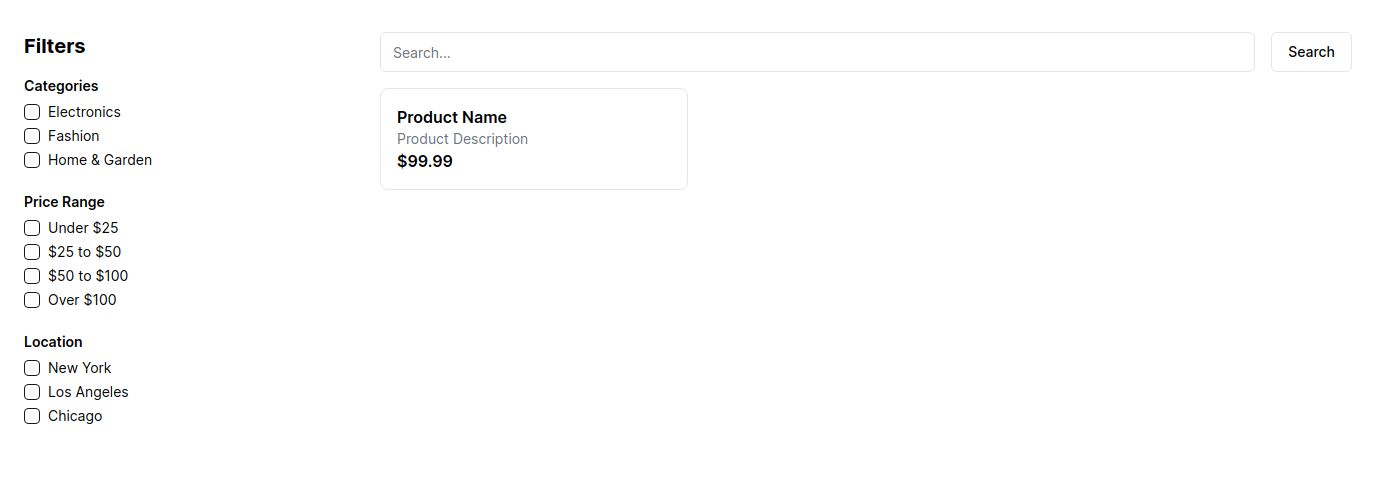 Filters
Categories
Electronics
Fashion
Home & Garden
Price Range
Under $25
$25 to $50
$50 to $100
Over $100
Location
New York
Los Angeles
Chicago
Search...
Search
Product Name
Product Description
$99.99